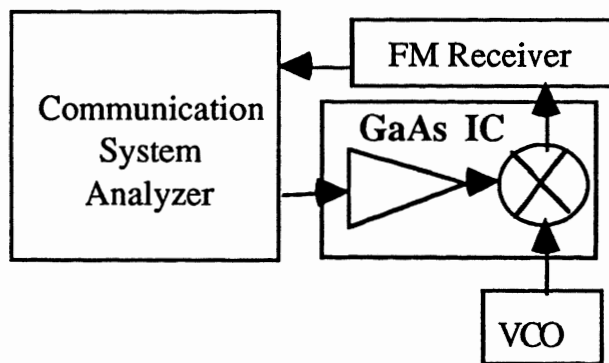 Communication
System
Analyzer
FM Receiver
GaAs IC
VCO